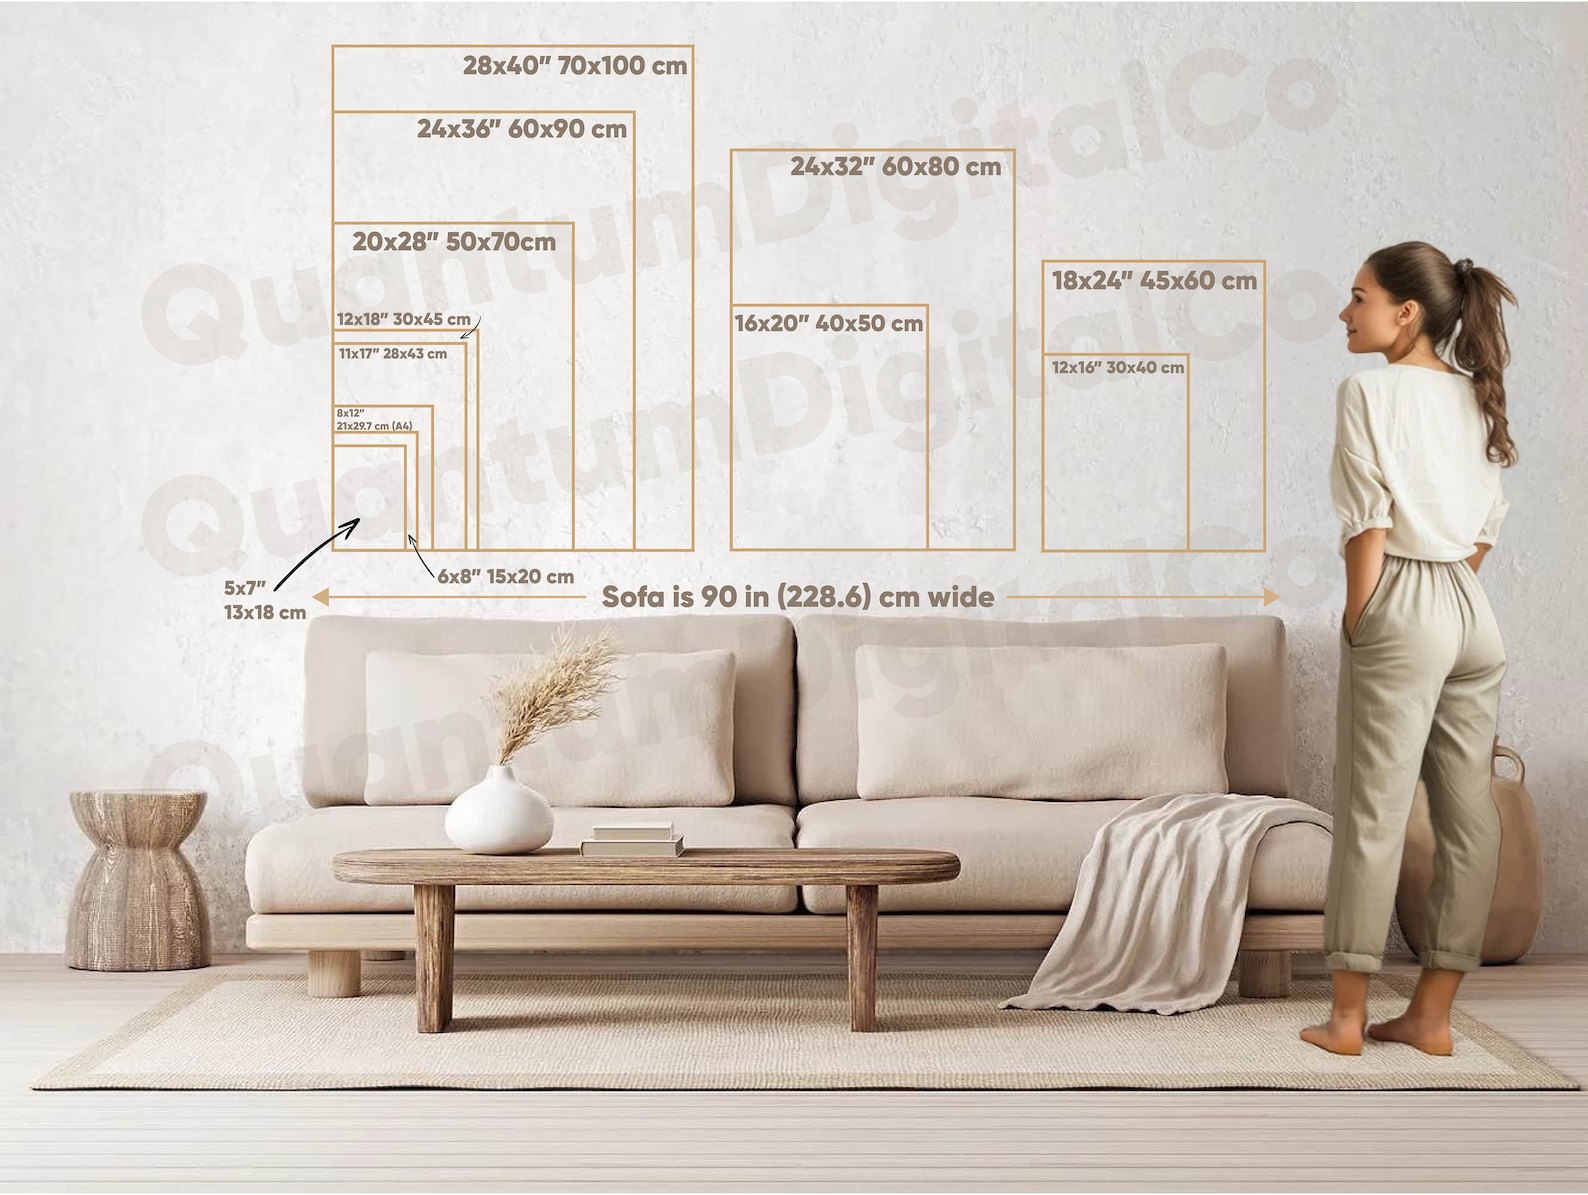 28x40" 70x100 cm
24x36" 60x90 cm
20x28" 50x70cm
12x18" 30x45 cm
11x17" 28x43 cm
8x12"
21x29.7 cm (A4)
5x7"
13x18 cm
6x8" 15x20 cm
24x32" 60x80 cm
16x20" 40x50 cm
18x24" 45x60 cm
12x16" 30x40 cm
Sofa is 90 in (228.6) cm wide
QuantumDigitalCo
QuantumDigitalCo
QuantumDigitalCo